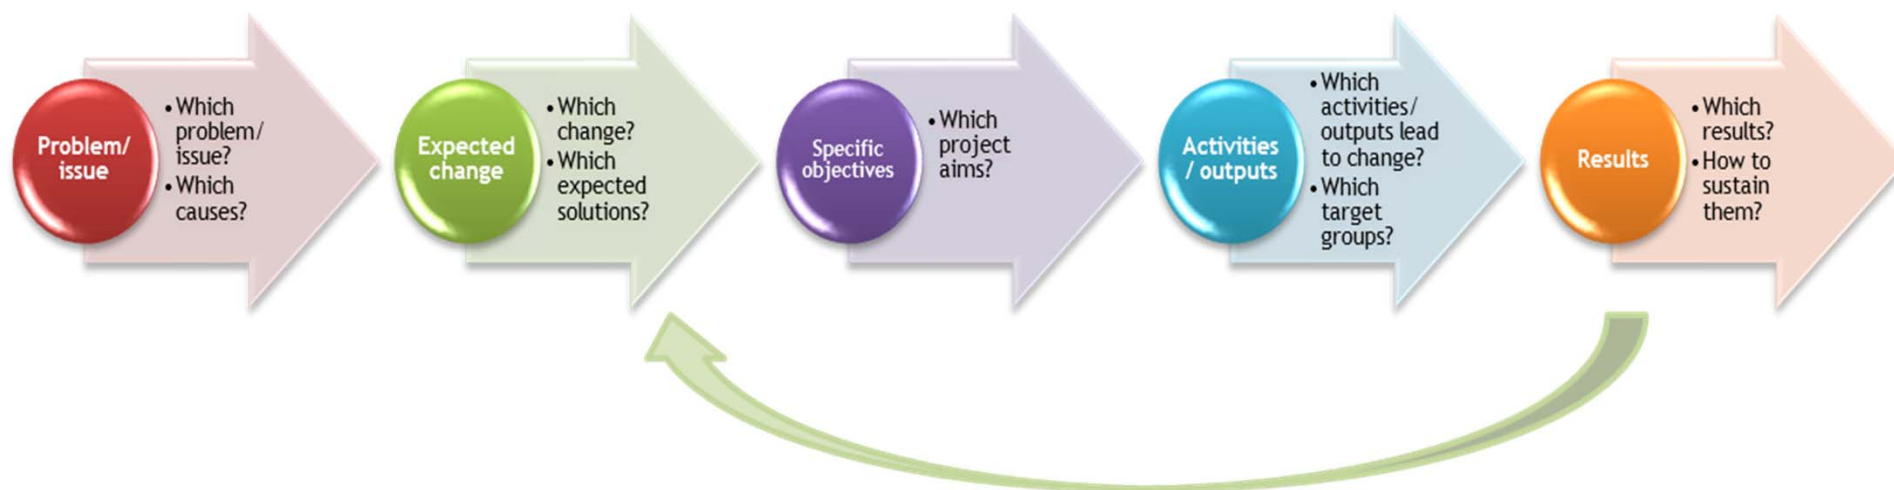 Problem/
issue
• Which
problem/
issue?
• Which
causes?
Expected
change
• Which
change?
• Which
expected
solutions?
Specific
objectives
• Which
project
aims?
Activities
/ outputs
• Which
activities/
outputs lead
to change?
• Which
target
groups?
Results
• Which
results?
• How to
sustain
them?